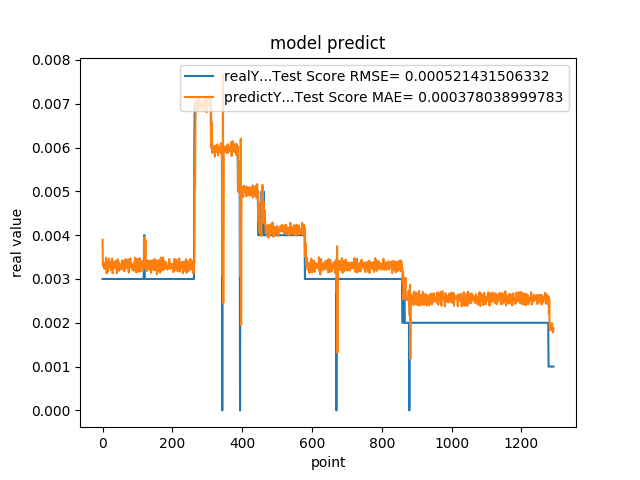 model predict
realY...Test Score RMSE= 0.000521431506332
predictY...Test Score MAE= 0.000378038999783
0.008
0.007
0.006
0.005
0.004
0.003
0.002
0.001
0.000
real value
0 200 400 600 800 1000 1200
point